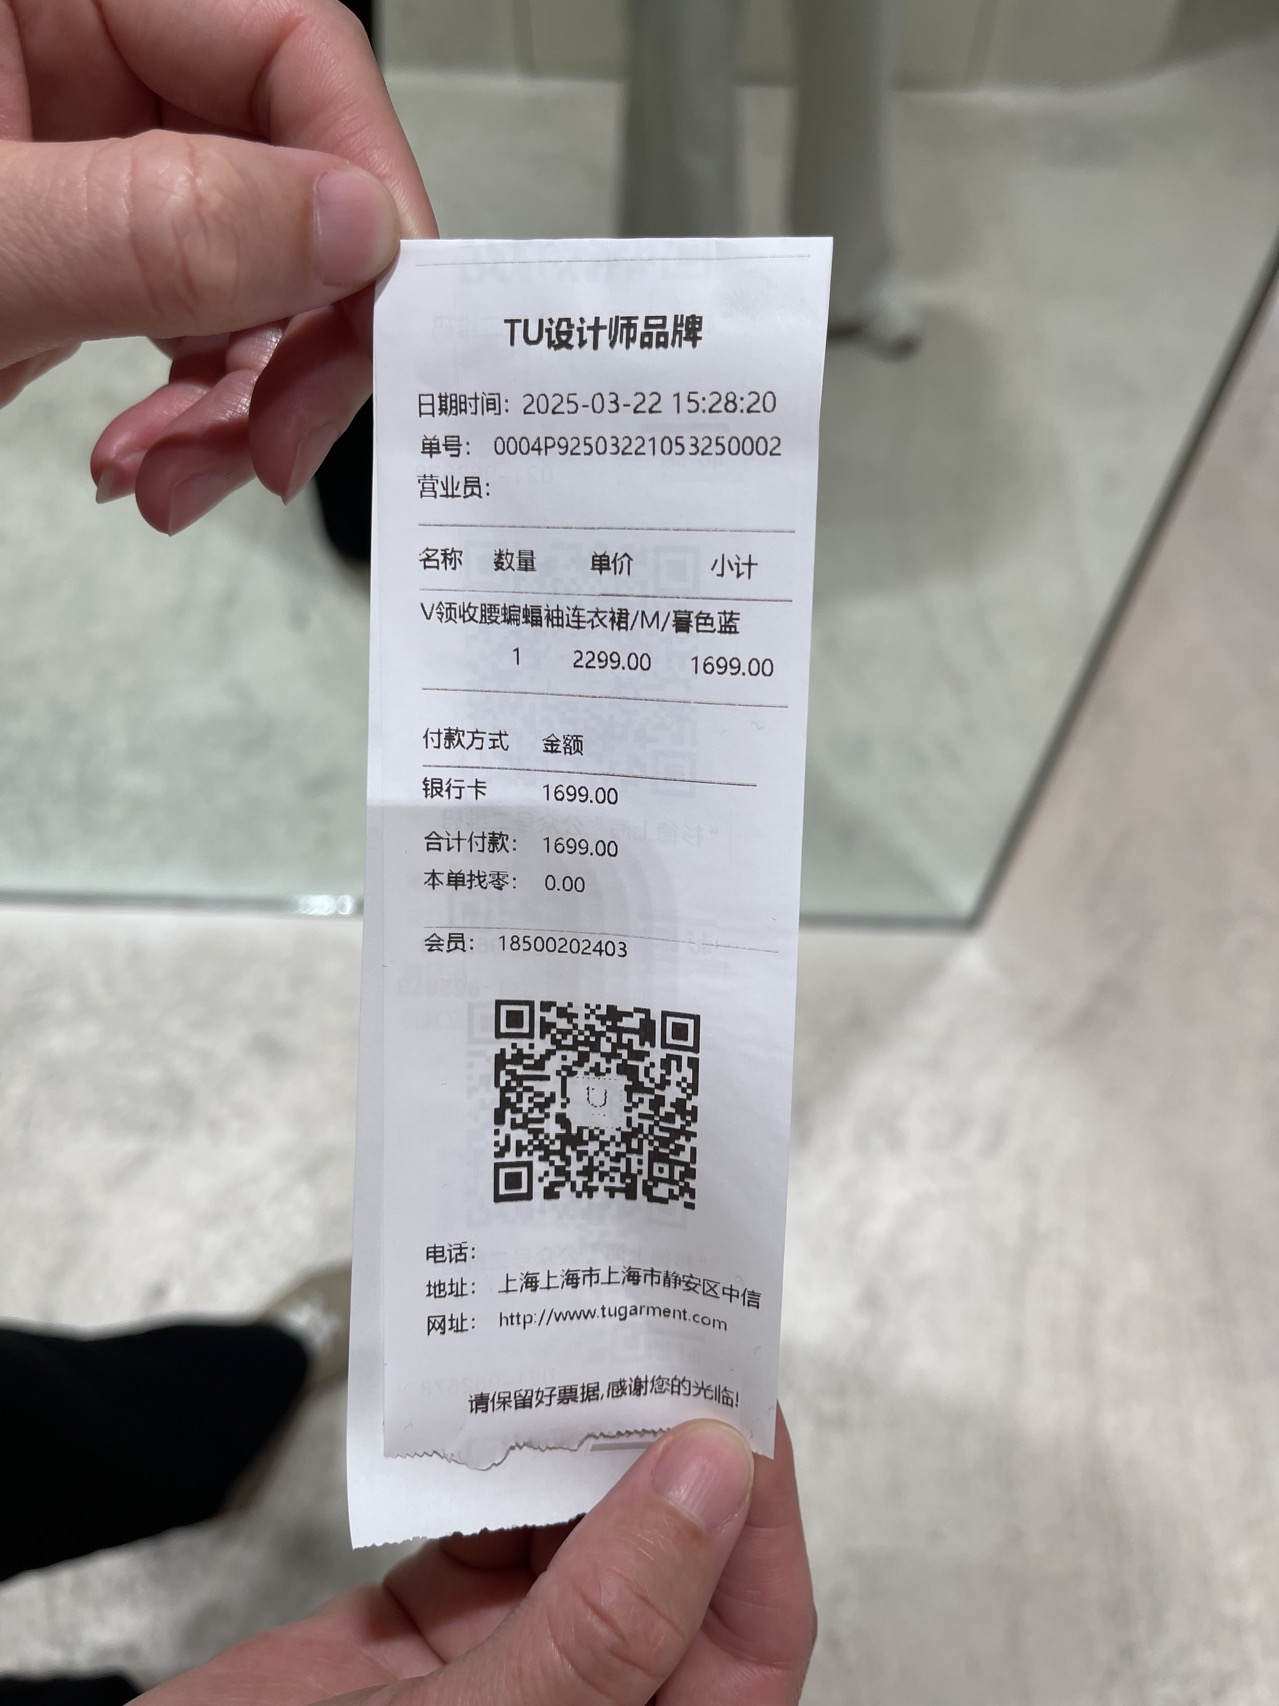 TU设计师品牌
日期时间: 2025-03-22 15:28:20
单号: 0004P92503221053250002
营业员:
名称 数量 单价 小计
V领收腰蝙蝠袖连衣裙/M/暮色蓝
1 2299.00 1699.00
付款方式 金额
银行卡 1699.00
合计付款: 1699.00
本单找零: 0.00
会员: 18500202403
电话:
地址: 上海上海市上海市静安区中信
网址: http://www.tugarment.com
请保留好票据,感谢您的光临!